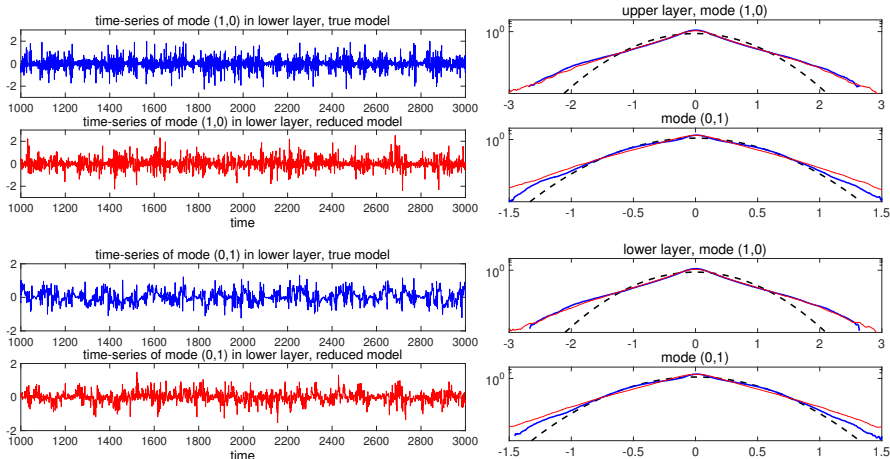 time-series of mode (1,0) in lower layer, true model
2
0
-2
1000 1200 1400 1600 1800 2000 2200 2400 2600 2800 3000
time-series of mode (1,0) in lower layer, reduced model
2
0
-2
1000 1200 1400 1600 1800 2000 2200 2400 2600 2800 3000
time
time-series of mode (0,1) in lower layer, true model
2
0
-2
1000 1200 1400 1600 1800 2000 2200 2400 2600 2800 3000
time-series of mode (0,1) in lower layer, reduced model
2
0
-2
1000 1200 1400 1600 1800 2000 2200 2400 2600 2800 3000
time
upper layer, mode (1,0)
10^0
-3 -2 -1 0 1 2 3
mode (0,1)
10^0
-1.5 -1 -0.5 0 0.5 1 1.5
lower layer, mode (1,0)
10^0
-3 -2 -1 0 1 2 3
mode (0,1)
10^0
-1.5 -1 -0.5 0 0.5 1 1.5